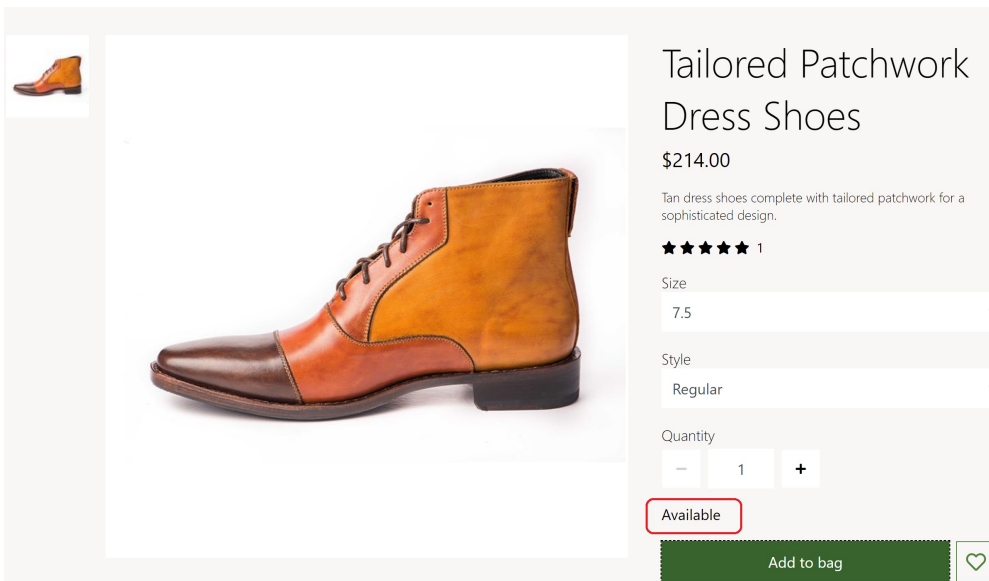 Tailored Patchwork
Dress Shoes
$214.00
Tan dress shoes complete with tailored patchwork for a
sophisticated design.
1
Size
7.5
Style
Regular
Quantity
1
Available
Add to bag